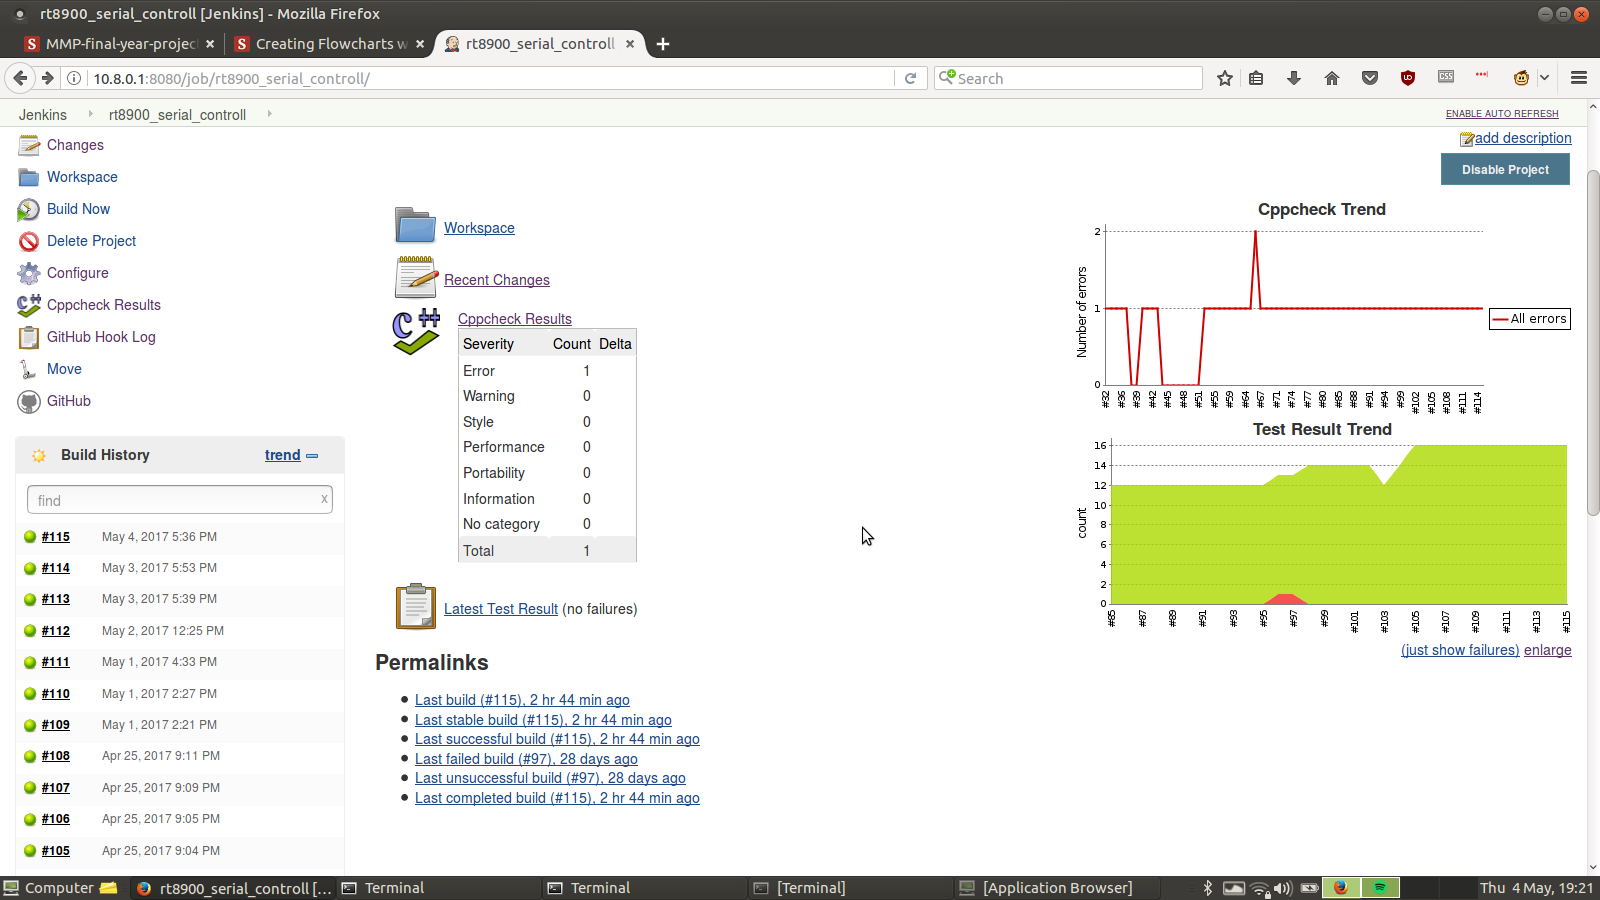 rt8900_serial_controll [Jenkins] - Mozilla Firefox
MMP-final-year-projec ×
Creating Flowcharts w ×
rt8900_serial_controll ×
10.8.0.1:8080/job/rt8900_serial_controll/
Search
CSS
Jenkins
rt8900_serial_controll
ENABLE AUTO REFRESH
Changes
Workspace
Build Now
Delete Project
Configure
Cppcheck Results
GitHub Hook Log
Move
GitHub
Build History
trend
find x
#115 May 4, 2017 5:36 PM
#114 May 3, 2017 5:53 PM
#113 May 3, 2017 5:39 PM
#112 May 2, 2017 12:25 PM
#111 May 1, 2017 4:33 PM
#110 May 1, 2017 2:27 PM
#109 May 1, 2017 2:21 PM
#108 Apr 25, 2017 9:11 PM
#107 Apr 25, 2017 9:09 PM
#106 Apr 25, 2017 9:05 PM
#105 Apr 25, 2017 9:04 PM
Workspace
Recent Changes
Cppcheck Results
Severity Count Delta
Error 1
Warning 0
Style 0
Performance 0
Portability 0
Information 0
No category 0
Total 1
Latest Test Result (no failures)
Permalinks
Last build (#115), 2 hr 44 min ago
Last stable build (#115), 2 hr 44 min ago
Last successful build (#115), 2 hr 44 min ago
Last failed build (#97), 28 days ago
Last unsuccessful build (#97), 28 days ago
Last completed build (#115), 2 hr 44 min ago
add description
Disable Project
Cppcheck Trend
Number of errors
2
1
0
#32 #36 #39 #42 #45 #48 #51 #55 #59 #64 #67 #71 #74 #77 #80 #85 #88 #91 #94 #99 #102 #105 #108 #111 #114
All errors
Test Result Trend
count
16
14
12
10
8
6
4
2
0
#85 #87 #89 #91 #93 #95 #97 #99 #101 #103 #105 #107 #109 #111 #113 #115
(just show failures) enlarge
Computer
rt8900_serial_controll [...
Terminal
Terminal
[Terminal]
[Application Browser]
Thu 4 May, 19:21